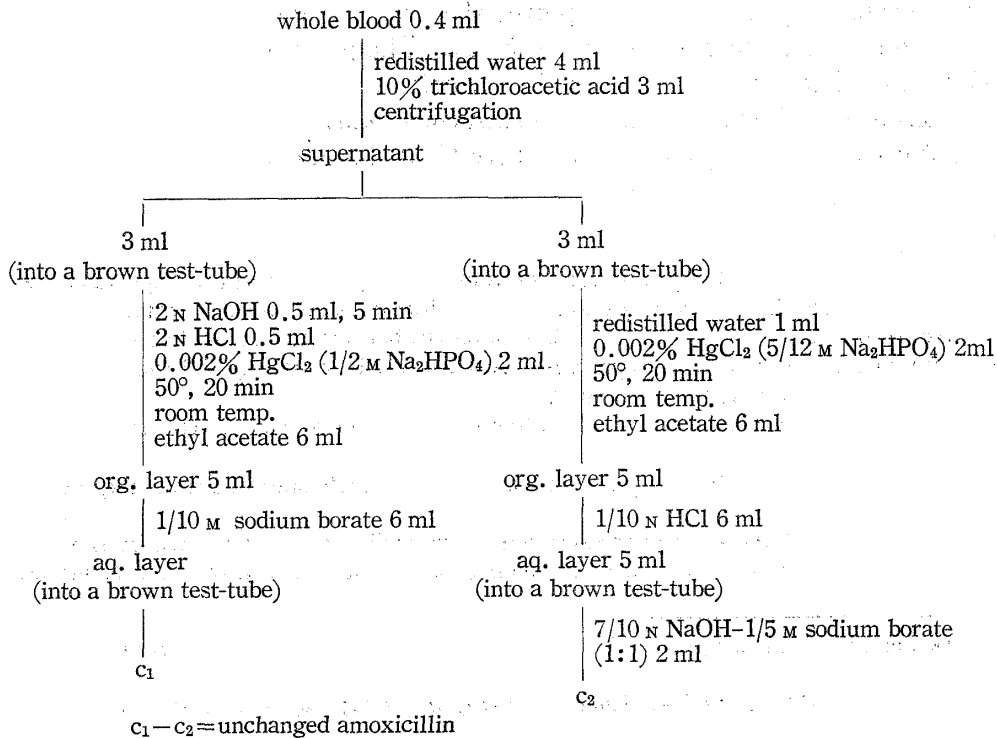 whole blood 0.4 ml
redistilled water 4 ml
10% trichloroacetic acid 3 ml
centrifugation
supernatant
3 ml
(into a brown test-tube)
2 N NaOH 0.5 ml, 5 min
2 N HCl 0.5 ml
0.002% HgCl₂ (1/2 M Na₂HPO₄) 2 ml
50°, 20 min
room temp.
ethyl acetate 6 ml
org. layer 5 ml
1/10 M sodium borate 6 ml
aq. layer
(into a brown test-tube)
c₁
3 ml
(into a brown test-tube)
redistilled water 1 ml
0.002% HgCl₂ (5/12 M Na₂HPO₄) 2ml
50°, 20 min
room temp.
ethyl acetate 6 ml
org. layer 5 ml
1/10 N HCl 6 ml
aq. layer 5 ml
(into a brown test-tube)
7/10 N NaOH–1/5 M sodium borate
(1:1) 2 ml
c₂
c₁−c₂=unchanged amoxicillin